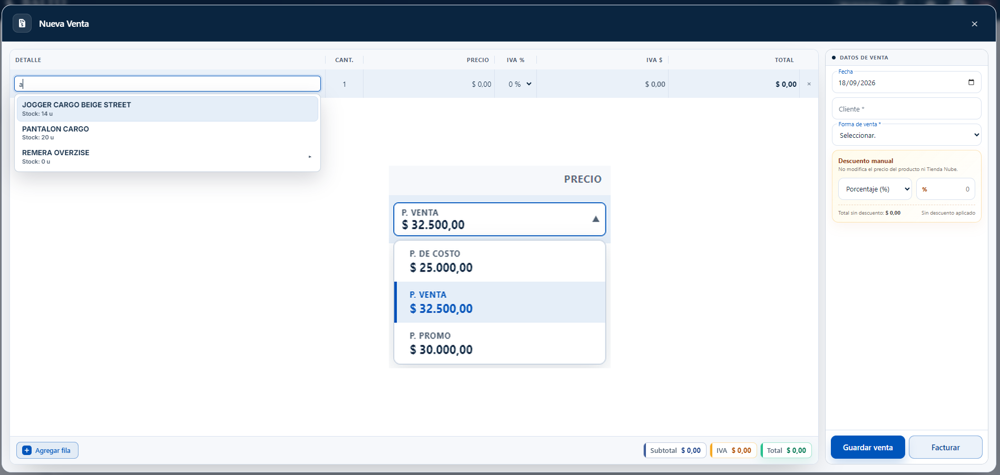 Nueva Venta
×
DETALLE CANT. PRECIO IVA % IVA $ TOTAL
a 1 $ 0,00 0 % $ 0,00 $ 0,00 ×
JOGGER CARGO BEIGE STREET
Stock: 14 u
PANTALON CARGO
Stock: 20 u
REMERA OVERZISE
Stock: 0 u
PRECIO
P. VENTA
$ 32.500,00
P. DE COSTO
$ 25.000,00
P. VENTA
$ 32.500,00
P. PROMO
$ 30.000,00
Agregar fila
Subtotal $ 0,00 IVA $ 0,00 Total $ 0,00
DATOS DE VENTA
Fecha
18/09/2026
Cliente *
Forma de venta *
Seleccionar.
Descuento manual
No modifica el precio del producto ni Tienda Nube.
Porcentaje (%) % 0
Total sin descuento: $ 0,00 Sin descuento aplicado
Guardar venta Facturar